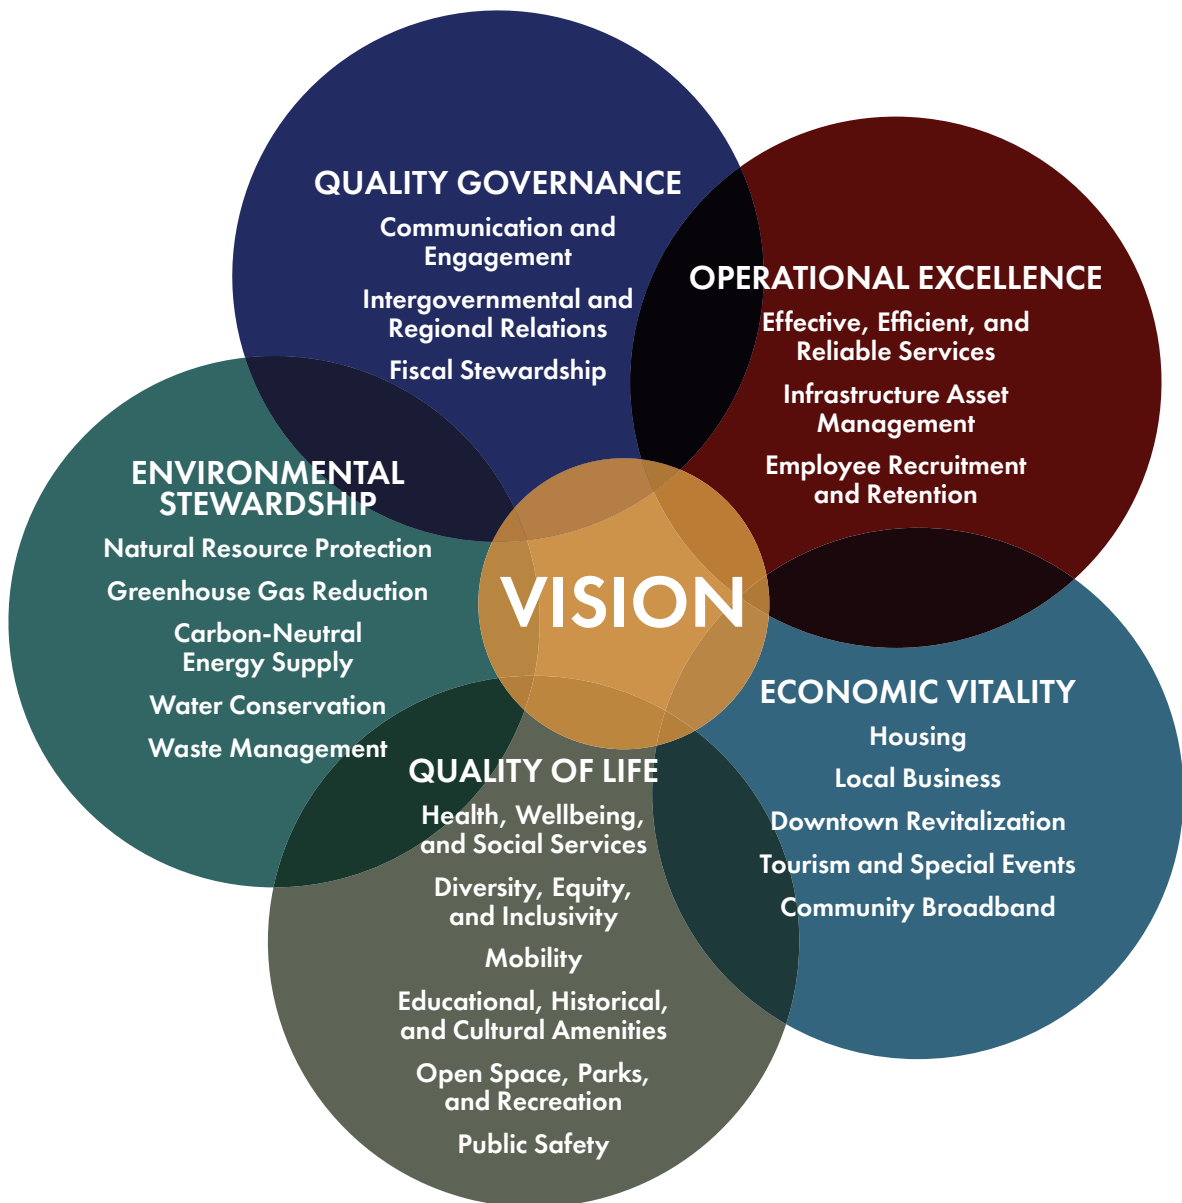 QUALITY GOVERNANCE
Communication and
Engagement
Intergovernmental and
Regional Relations
Fiscal Stewardship
OPERATIONAL EXCELLENCE
Effective, Efficient, and
Reliable Services
Infrastructure Asset
Management
Employee Recruitment
and Retention
ENVIRONMENTAL
STEWARDSHIP
Natural Resource Protection
Greenhouse Gas Reduction
Carbon-Neutral
Energy Supply
Water Conservation
Waste Management
VISION
ECONOMIC VITALITY
Housing
Local Business
Downtown Revitalization
Tourism and Special Events
Community Broadband
QUALITY OF LIFE
Health, Wellbeing,
and Social Services
Diversity, Equity,
and Inclusivity
Mobility
Educational, Historical,
and Cultural Amenities
Open Space, Parks,
and Recreation
Public Safety